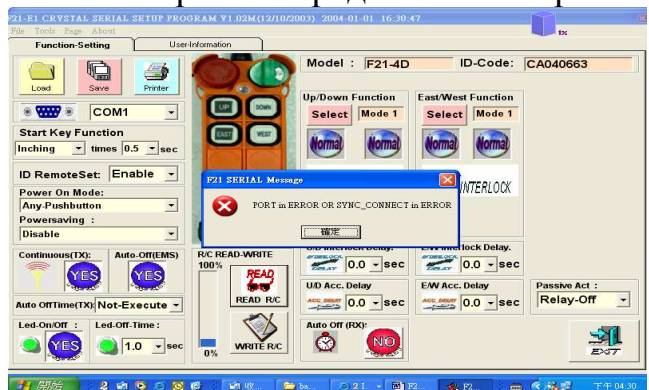 F21-E1 CRYSTAL SERIAL SETUP PROGRAM V1.02M(12/10/2003) 2004-01-01 16:30:47
File Tools Page About
tx
Function-Setting User-Information
Load Save Printer
COM1
Start Key Function
Inching times 0.5 sec
ID RemoteSet: Enable
Power On Mode:
Any-Pushbutton
Powersaving :
Disable
Continuous(TX): Auto-Off(EMS)
YES YES
Auto OffTime(TX) Not-Execute
Led-On/Off : Led-Off-Time :
YES 1.0 sec
UP DOWN
EAST WEST
R/C READ-WRITE
100%
READ
READ R/C
WRITE R/C
0%
Model : F21-4D ID-Code: CA040663
Up/Down Function East/West Function
Select Mode 1 Select Mode 1
Normal Normal Normal Normal
INTERLOCK
F21 SERIAL Message
PORT in ERROR OR SYNC_CONNECT in ERROR
確定
U/D Interlock Delay. E/W Interlock Delay.
0.0 sec 0.0 sec
U/D Acc. Delay E/W Acc. Delay Passive Act :
ACC. DELAY 0.0 sec ACC. DELAY 0.0 sec Relay-Off
Auto Off (RX):
NO
EXIT
開始 下午 04:30